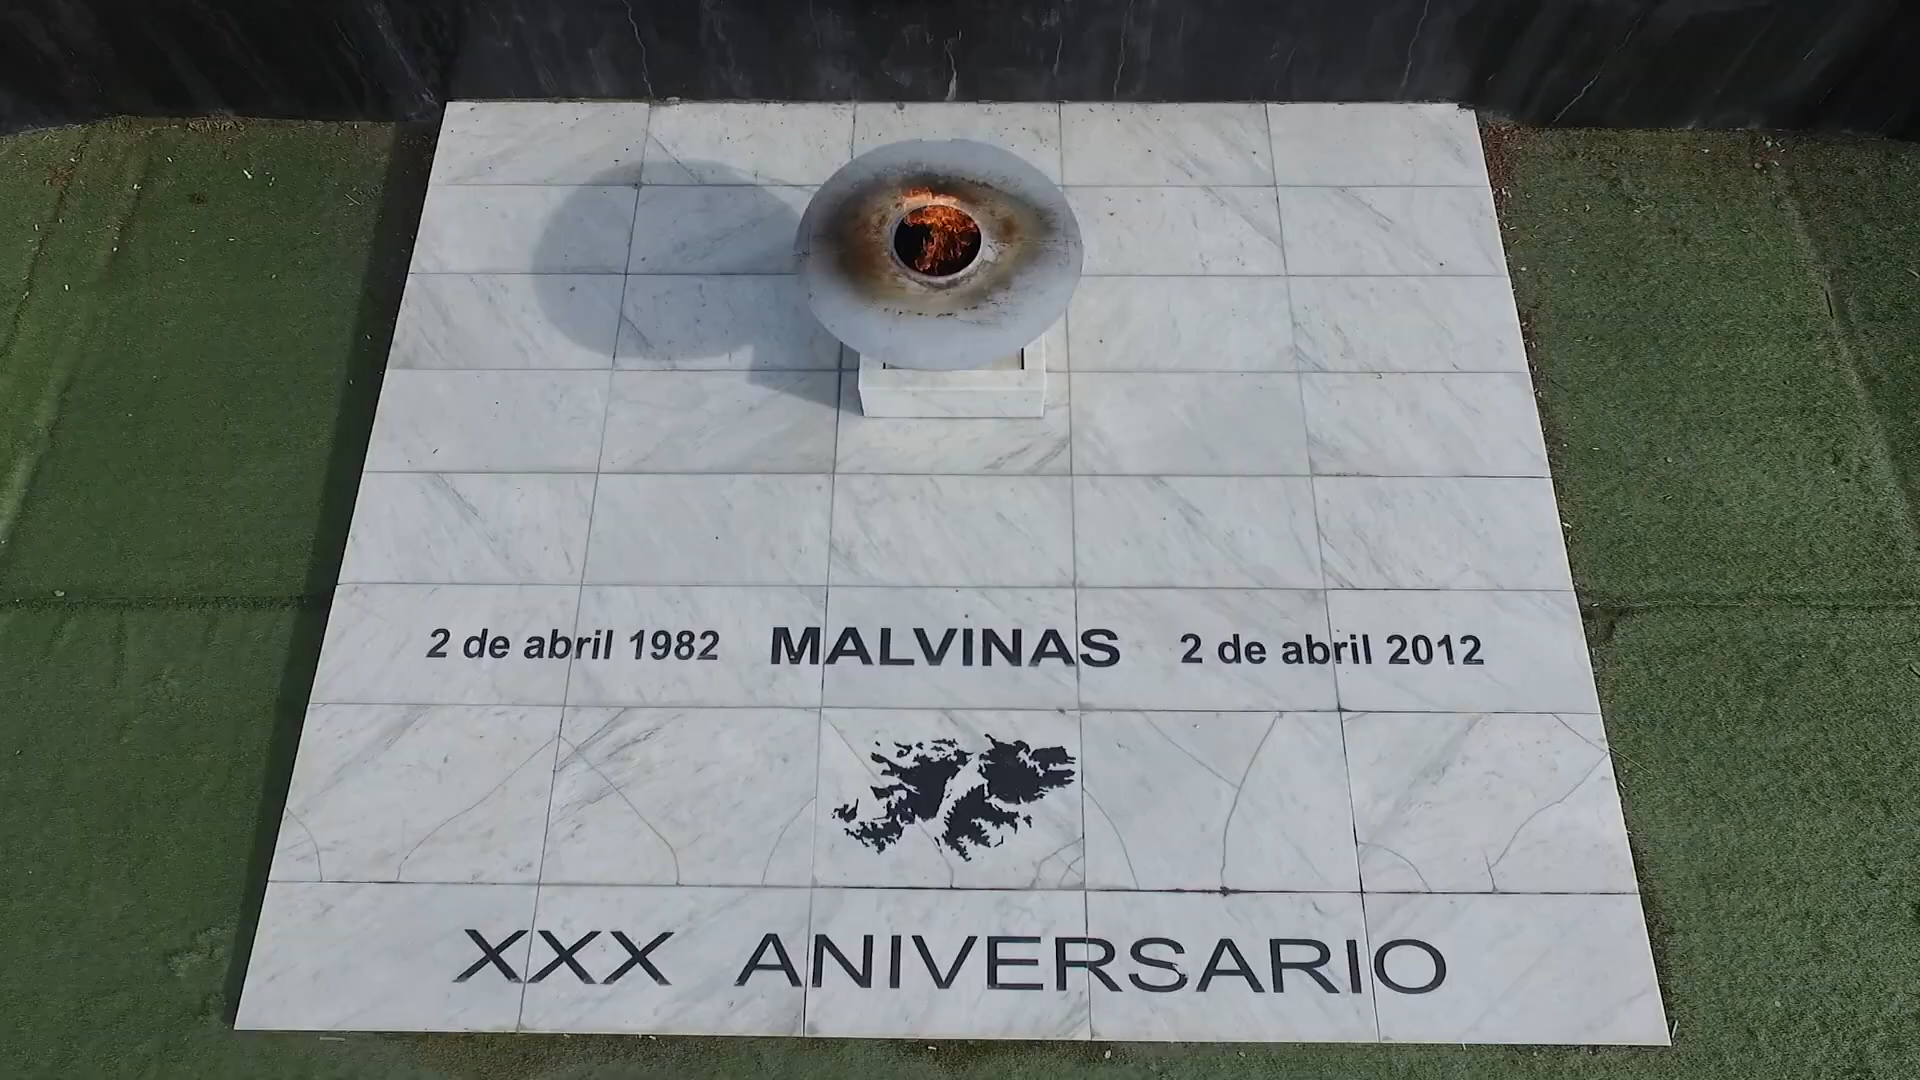 2 de abril 1982 MALVINAS 2 de abril 2012
XXX ANIVERSARIO